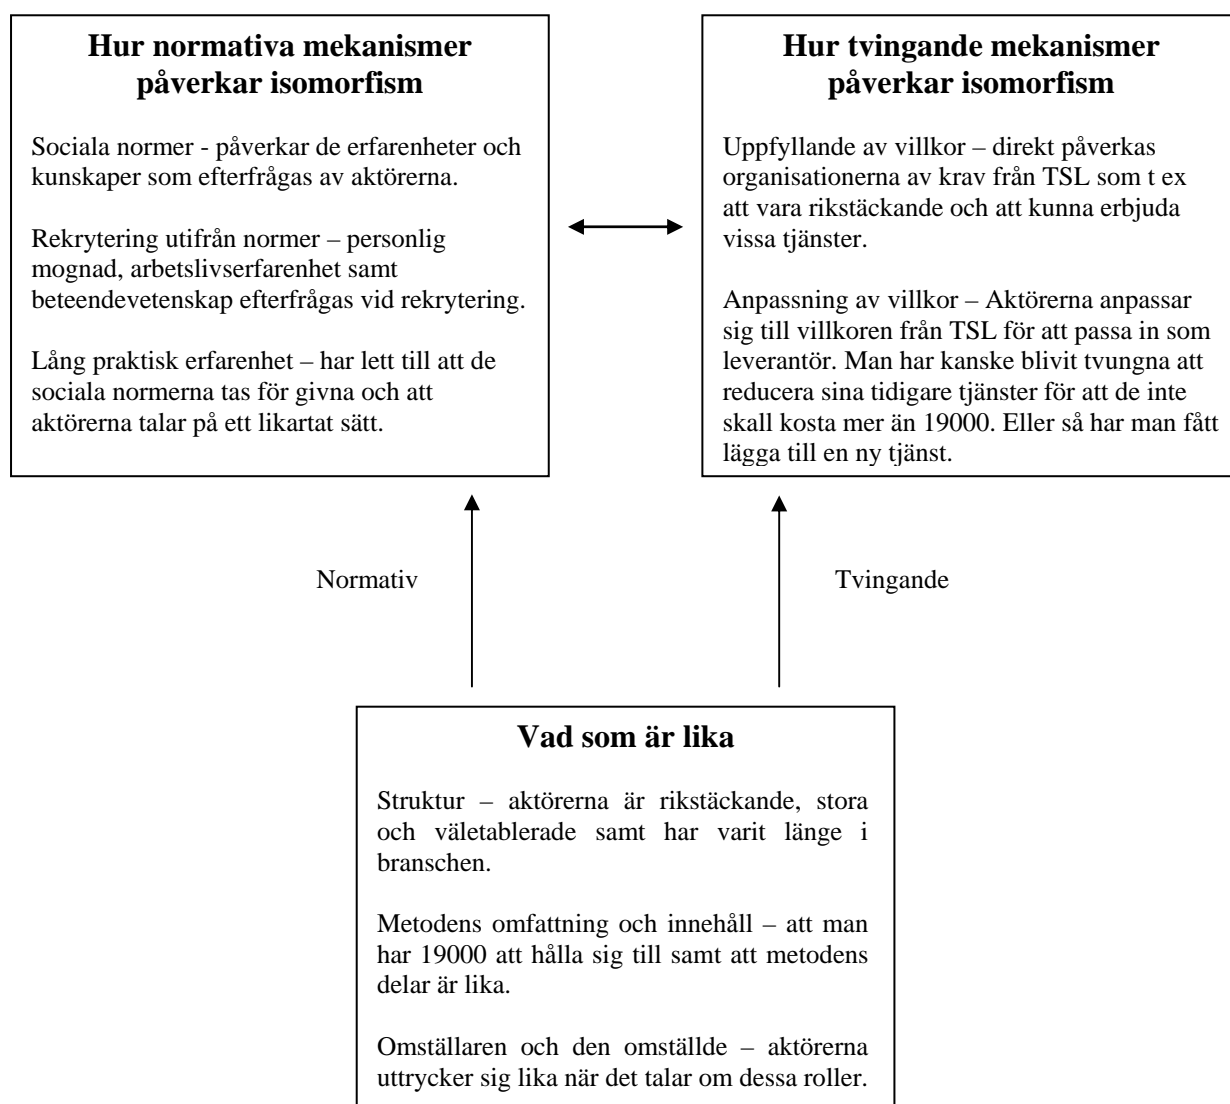 Hur normativa mekanismer
påverkar isomorfism
Sociala normer - påverkar de erfarenheter och
kunskaper som efterfrågas av aktörerna.
Rekrytering utifrån normer – personlig
mognad, arbetslivserfarenhet samt
beteendevetenskap efterfrågas vid rekrytering.
Lång praktisk erfarenhet – har lett till att de
sociala normerna tas för givna och att
aktörerna talar på ett likartat sätt.
Hur tvingande mekanismer
påverkar isomorfism
Uppfyllande av villkor – direkt påverkas
organisationerna av krav från TSL som t ex
att vara rikstäckande och att kunna erbjuda
vissa tjänster.
Anpassning av villkor – Aktörerna anpassar
sig till villkoren från TSL för att passa in som
leverantör. Man har kanske blivit tvungna att
reducera sina tidigare tjänster för att de inte
skall kosta mer än 19000. Eller så har man fått
lägga till en ny tjänst.
Normativ
Tvingande
Vad som är lika
Struktur – aktörerna är rikstäckande, stora
och väletablerade samt har varit länge i
branschen.
Metodens omfattning och innehåll – att man
har 19000 att hålla sig till samt att metodens
delar är lika.
Omställaren och den omställde – aktörerna
uttrycker sig lika när det talar om dessa roller.